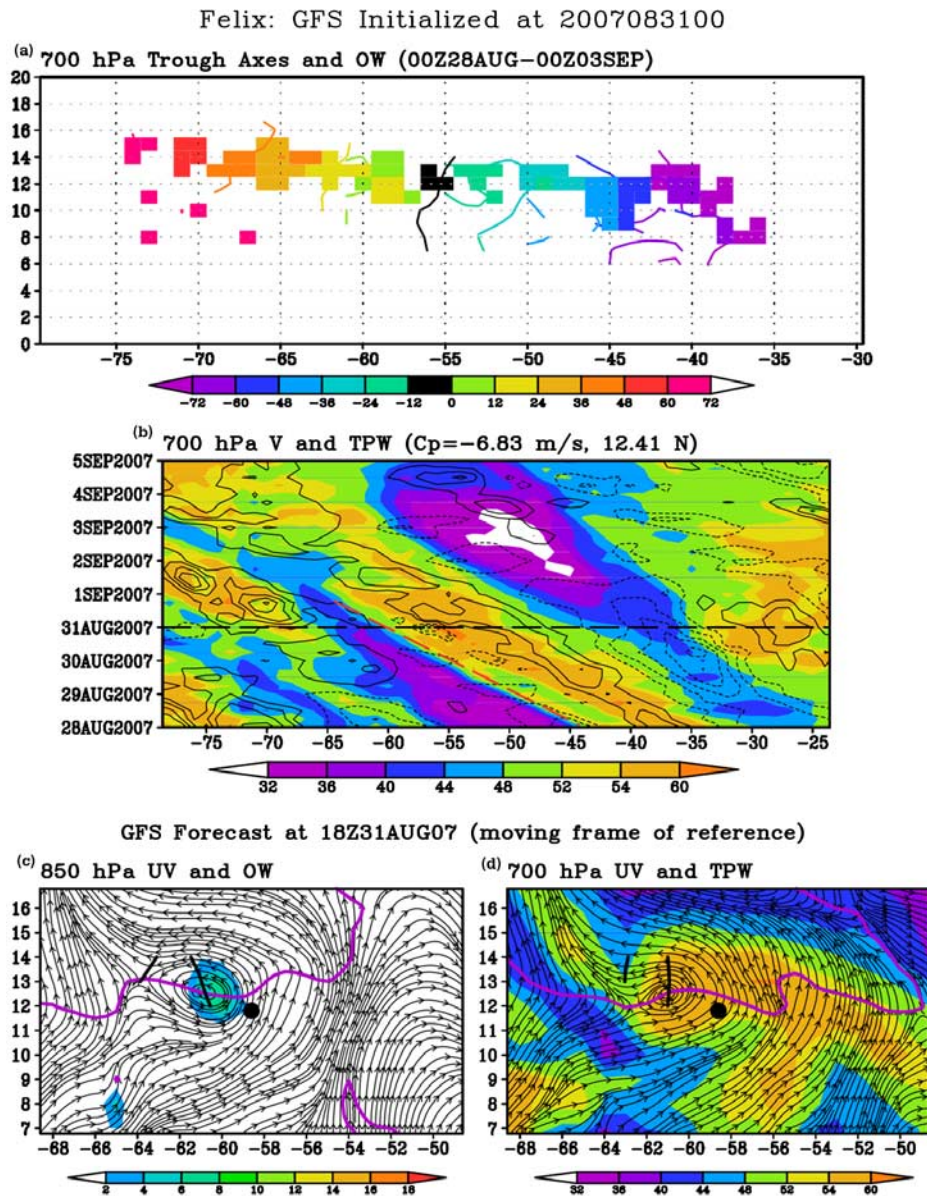 Felix: GFS Initialized at 2007083100
(a) 700 hPa Trough Axes and OW (00Z28AUG−00Z03SEP)
20
18
16
14
12
10
8
6
4
2
0
−75 −70 −65 −60 −55 −50 −45 −40 −35 −30
−72 −60 −48 −36 −24 −12 0 12 24 36 48 60 72
(b) 700 hPa V and TPW (Cp=−6.83 m/s, 12.41 N)
5SEP2007
4SEP2007
3SEP2007
2SEP2007
1SEP2007
31AUG2007
30AUG2007
29AUG2007
28AUG2007
−75 −70 −65 −60 −55 −50 −45 −40 −35 −30 −25
32 36 40 44 48 52 54 60
GFS Forecast at 18Z31AUG07 (moving frame of reference)
(c) 850 hPa UV and OW
16
15
14
13
12
11
10
9
8
7
−68 −66 −64 −62 −60 −58 −56 −54 −52 −50
2 4 6 8 10 12 14 16 18
(d) 700 hPa UV and TPW
16
15
14
13
12
11
10
9
8
7
−68 −66 −64 −62 −60 −58 −56 −54 −52 −50
32 36 40 44 48 52 54 60